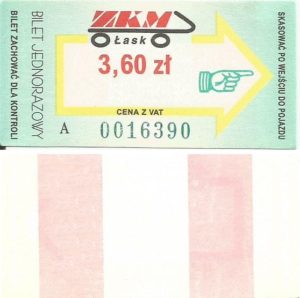 BILET ZACHOWAĆ DLA KONTROLI
BILET JEDNORAZOWY
ZKM
Łask
3,60 zł
CENA Z VAT
A 0016390
SKASOWAĆ PO WEJŚCIU DO POJAZDU